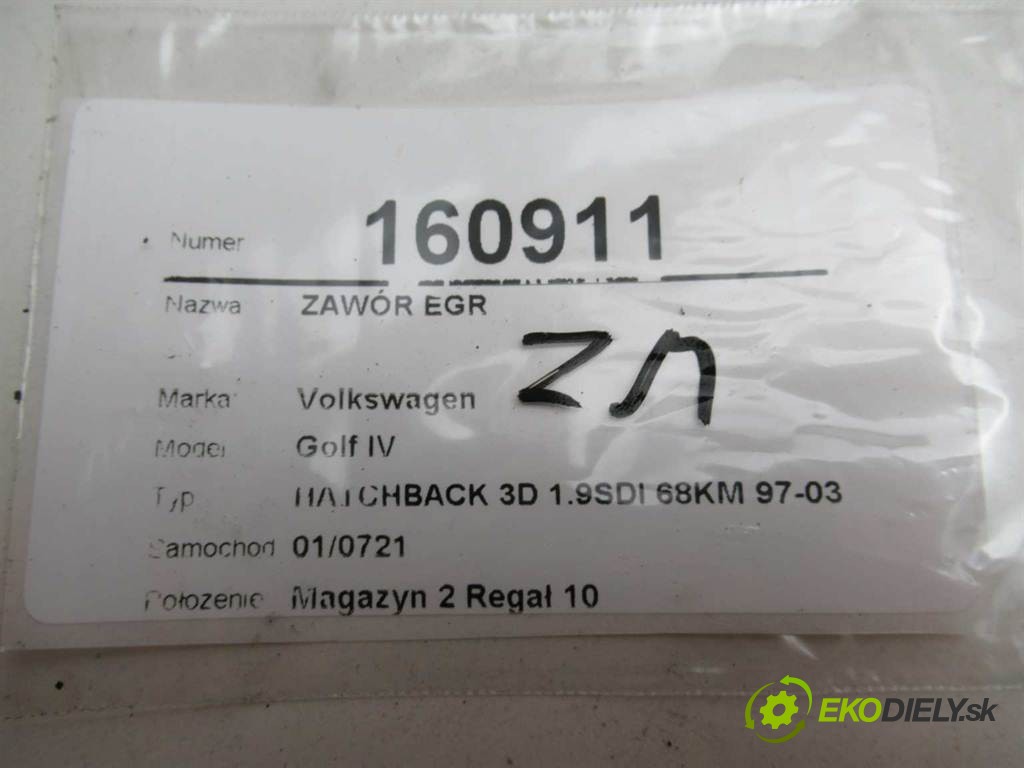 Numer 160911
Nazwa ZAWÓR EGR
Marka Volkswagen
Model Golf IV
Typ HATCHBACK 3D 1.9SDI 68KM 97-03
Samochod 01/0721
Położenie Magazyn 2 Regał 10
EKODIELY.sk